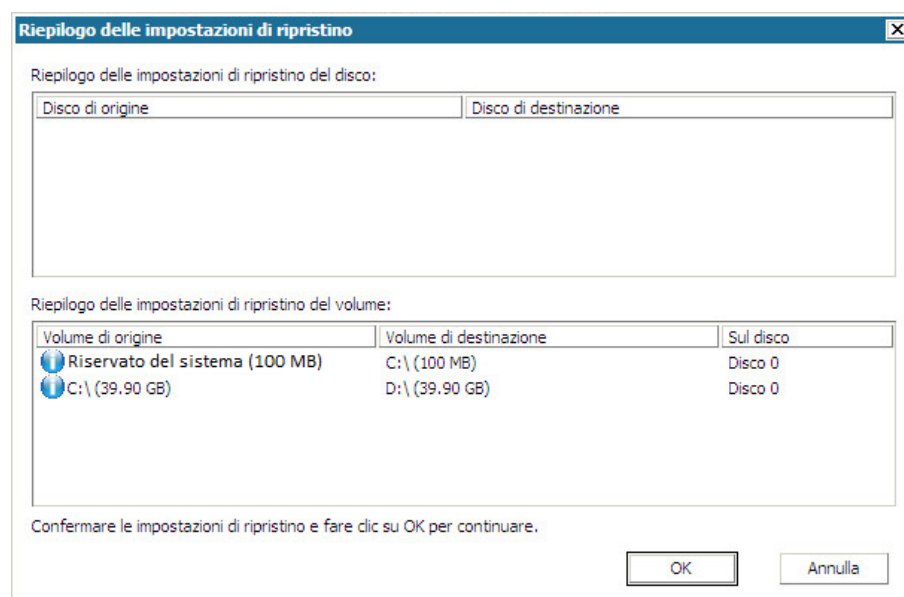 Riepilogo delle impostazioni di ripristino
Riepilogo delle impostazioni di ripristino del disco:
Disco di origine Disco di destinazione
Riepilogo delle impostazioni di ripristino del volume:
Volume di origine Volume di destinazione Sul disco
Riservato del sistema (100 MB) C:\ (100 MB) Disco 0
C:\ (39.90 GB) D:\ (39.90 GB) Disco 0
Confermare le impostazioni di ripristino e fare clic su OK per continuare.
OK Annulla